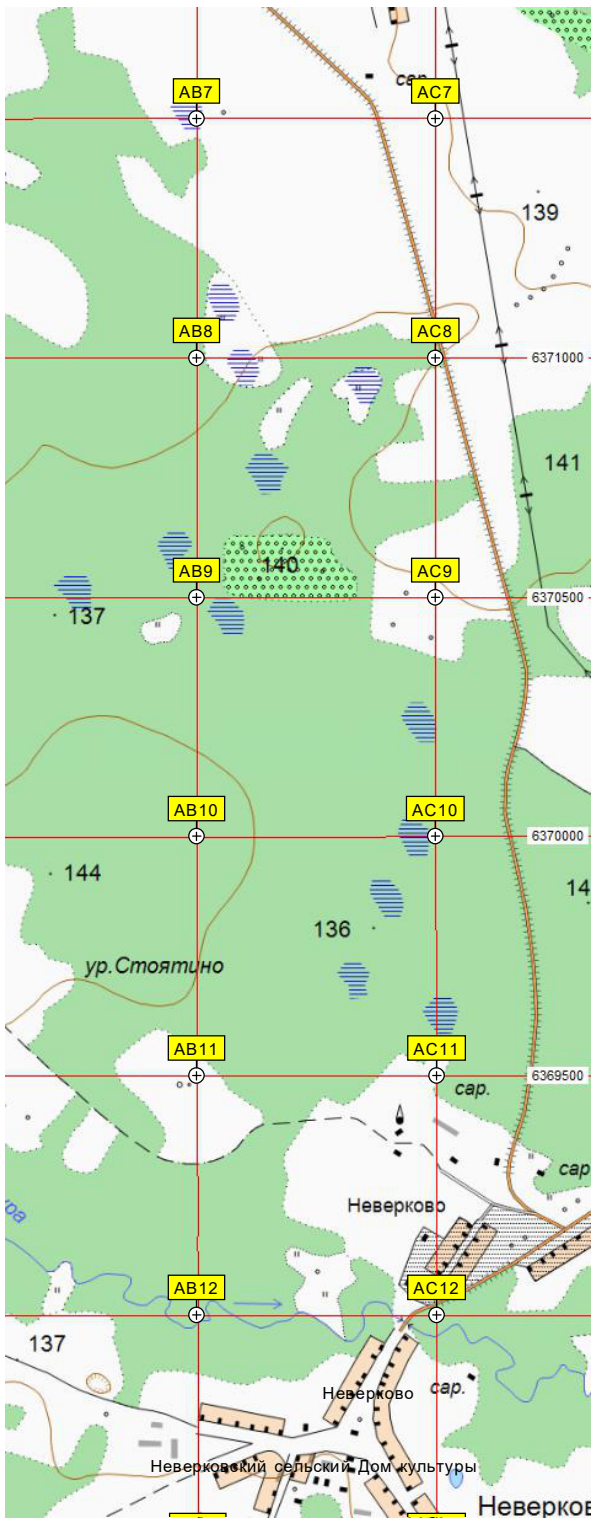 сар.
AB7 AC7
139
AB8 AC8
6371000
141
140
AB9 AC9
6370500
137
AB10 AC10
6370000
144
14
136
ур.Стоятино
AB11 AC11
6369500
сар.
сар
Неверково
AB12 AC12
137
сар.
Неверково
Неверковский сельский Дом культуры
Неверков